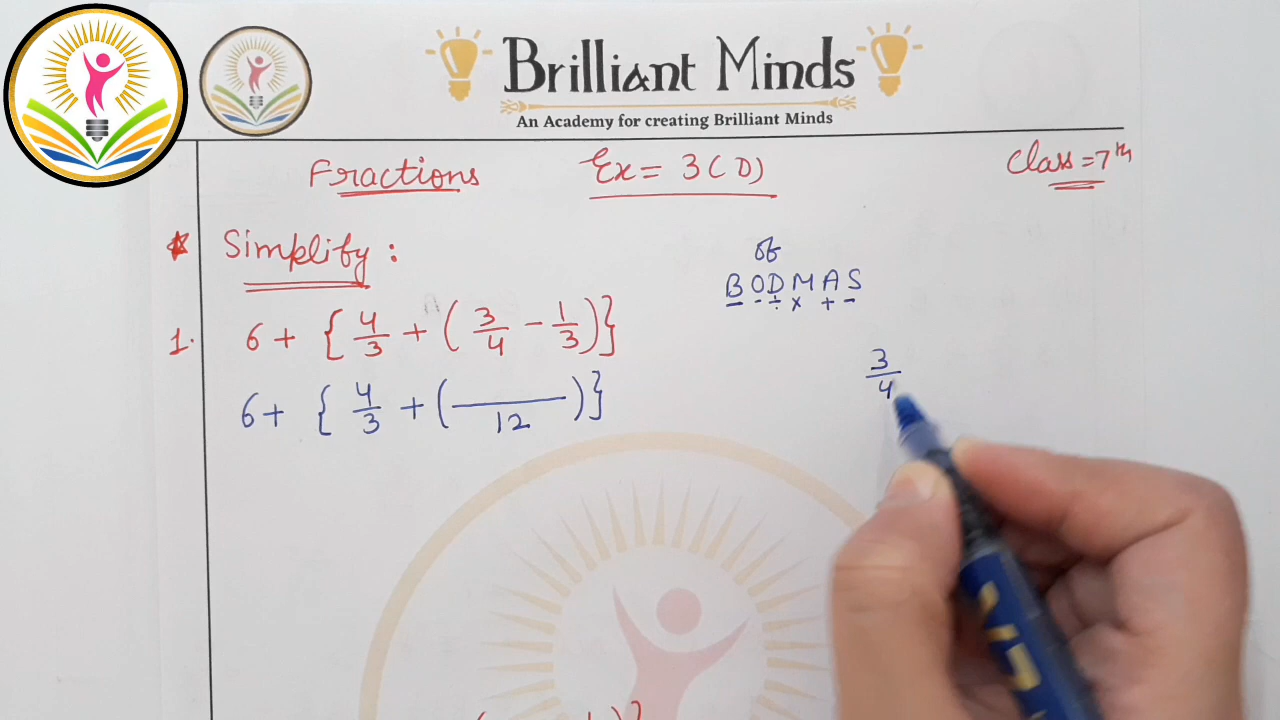 Brilliant Minds
An Academy for creating Brilliant Minds
Fractions Ex = 3(D) Class = 7th
* Simplify :
of
BODMAS
- - ÷ × + -
1. 6 + { 4/3 + ( 3/4 - 1/3 ) }
6 + { 4/3 + ( /12 ) }
3/4